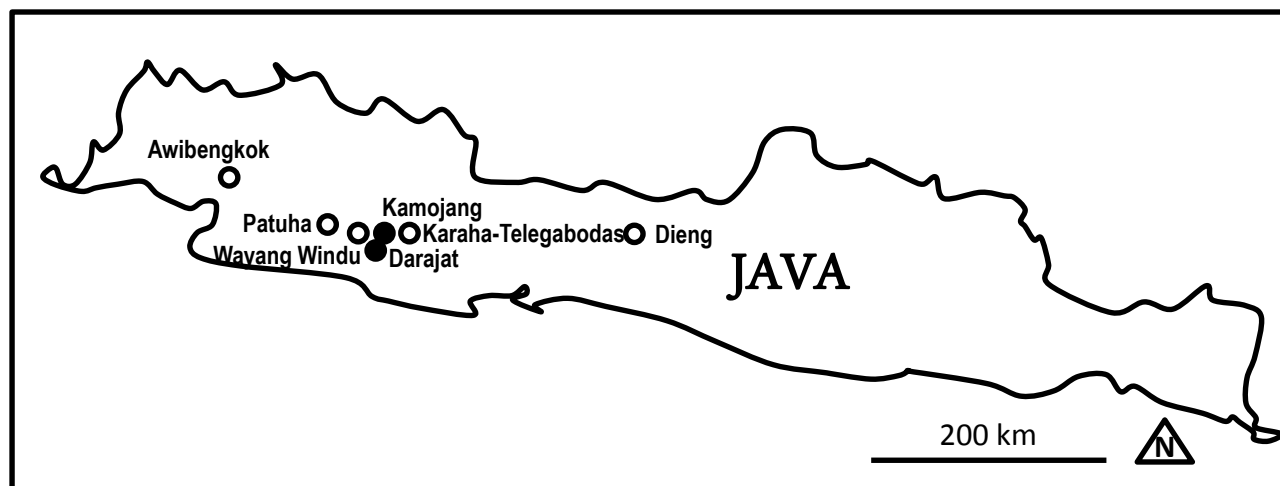 Awibengkok
Kamojang
Patuha
Karaha-Telegabodas
Dieng
Wayang Windu
Darajat
JAVA
200 km
N